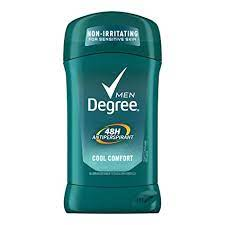 NON-IRRITATING
FOR SENSITIVE SKIN
MEN
Degree®
48H
ANTIPERSPIRANT
COOL COMFORT